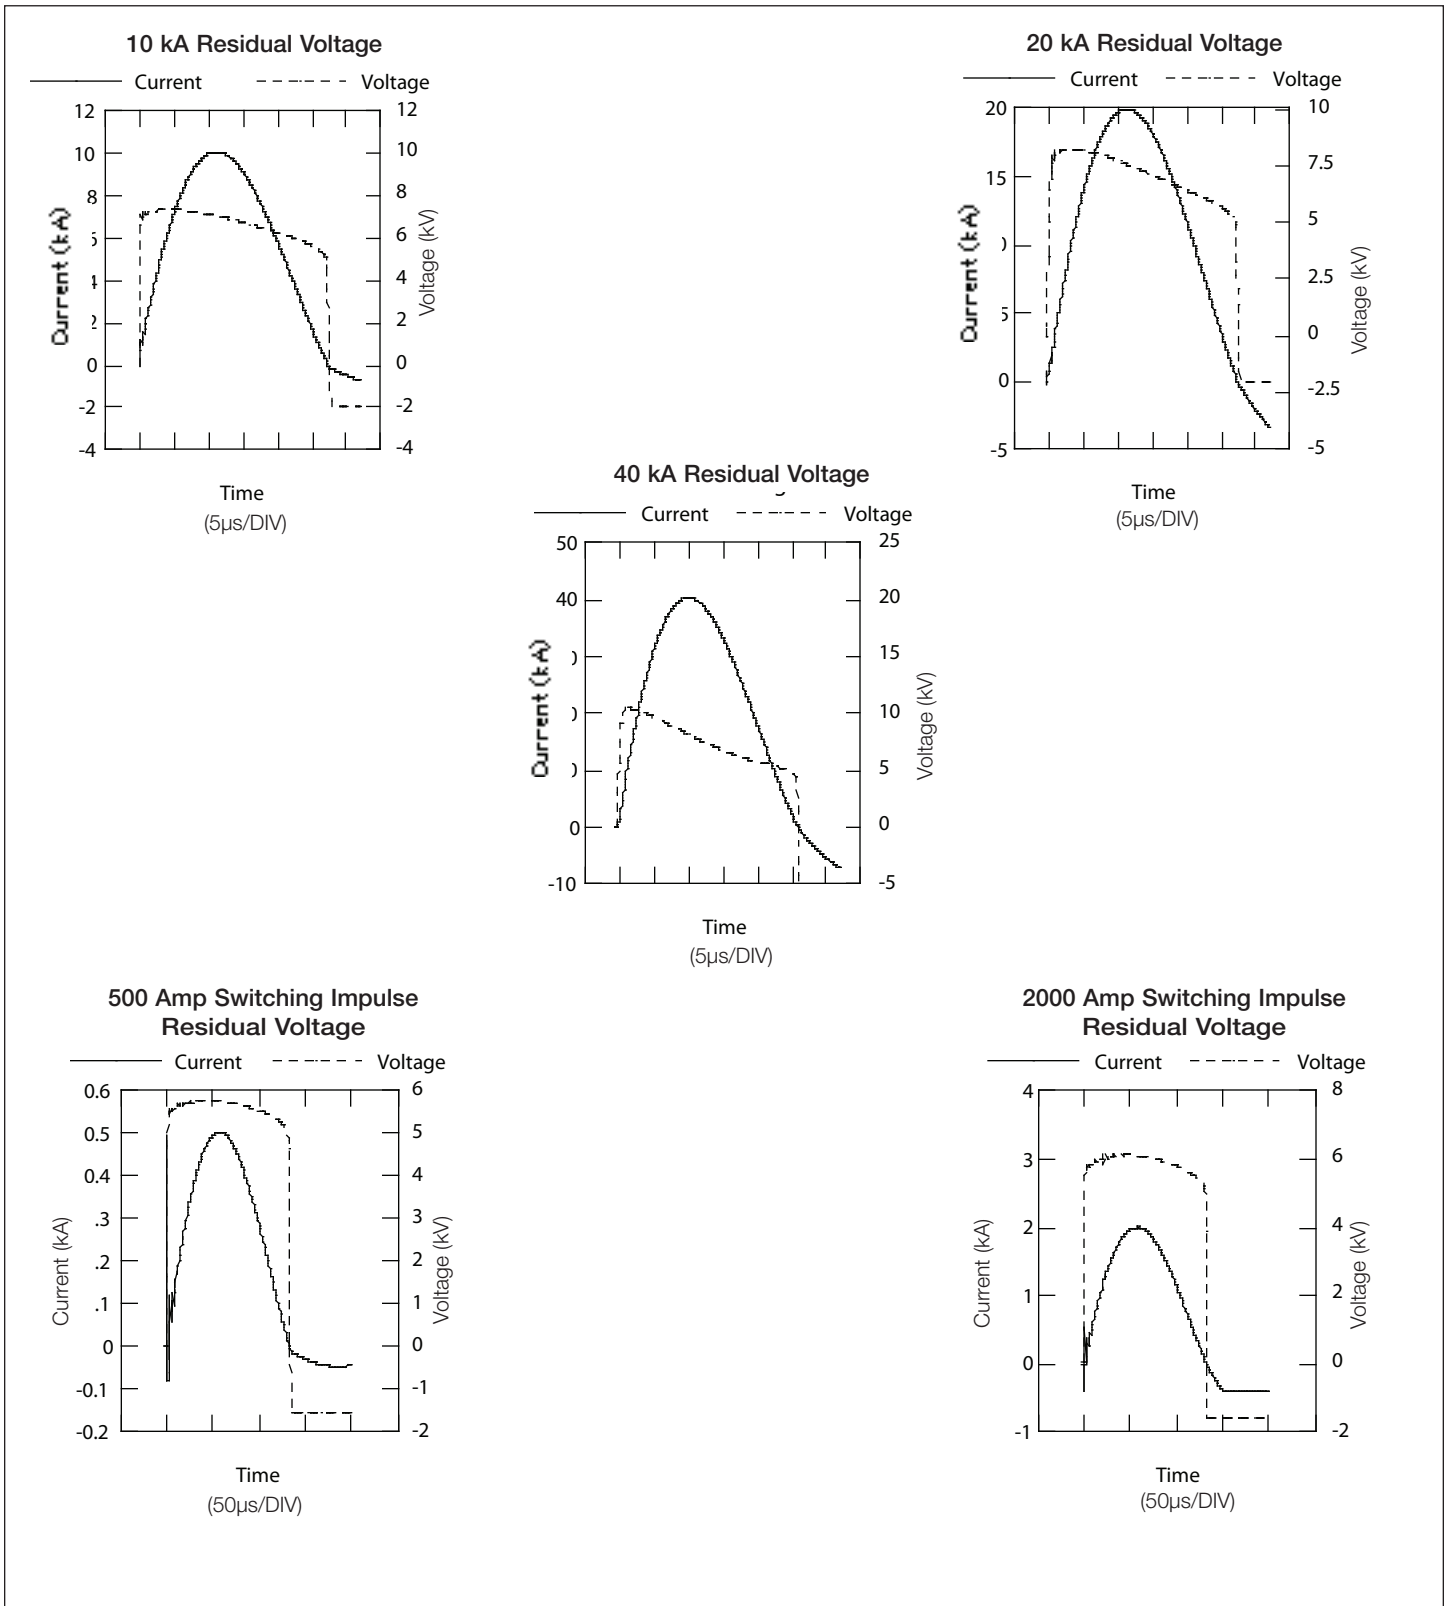 10 kA Residual Voltage
Current Voltage
12
10
8
2
0
-2
-4
12
10
8
6
4
2
0
-2
-4
Current (kA)
Voltage (kV)
Time
(5µs/DIV)
20 kA Residual Voltage
Current Voltage
20
15
5
0
-5
10
7.5
5
2.5
0
-2.5
-5
Current (kA)
Voltage (kV)
Time
(5µs/DIV)
40 kA Residual Voltage
Current Voltage
50
40
0
-10
25
20
15
10
5
0
-5
Current (kA)
Voltage (kV)
Time
(5µs/DIV)
500 Amp Switching Impulse
Residual Voltage
Current Voltage
0.6
0.5
0.4
.3
.2
.1
0
-0.1
-0.2
6
5
4
3
2
1
0
-1
-2
Current (kA)
Voltage (kV)
Time
(50µs/DIV)
2000 Amp Switching Impulse
Residual Voltage
Current Voltage
4
3
2
1
0
-1
8
6
4
2
0
-2
Current (kA)
Voltage (kV)
Time
(50µs/DIV)